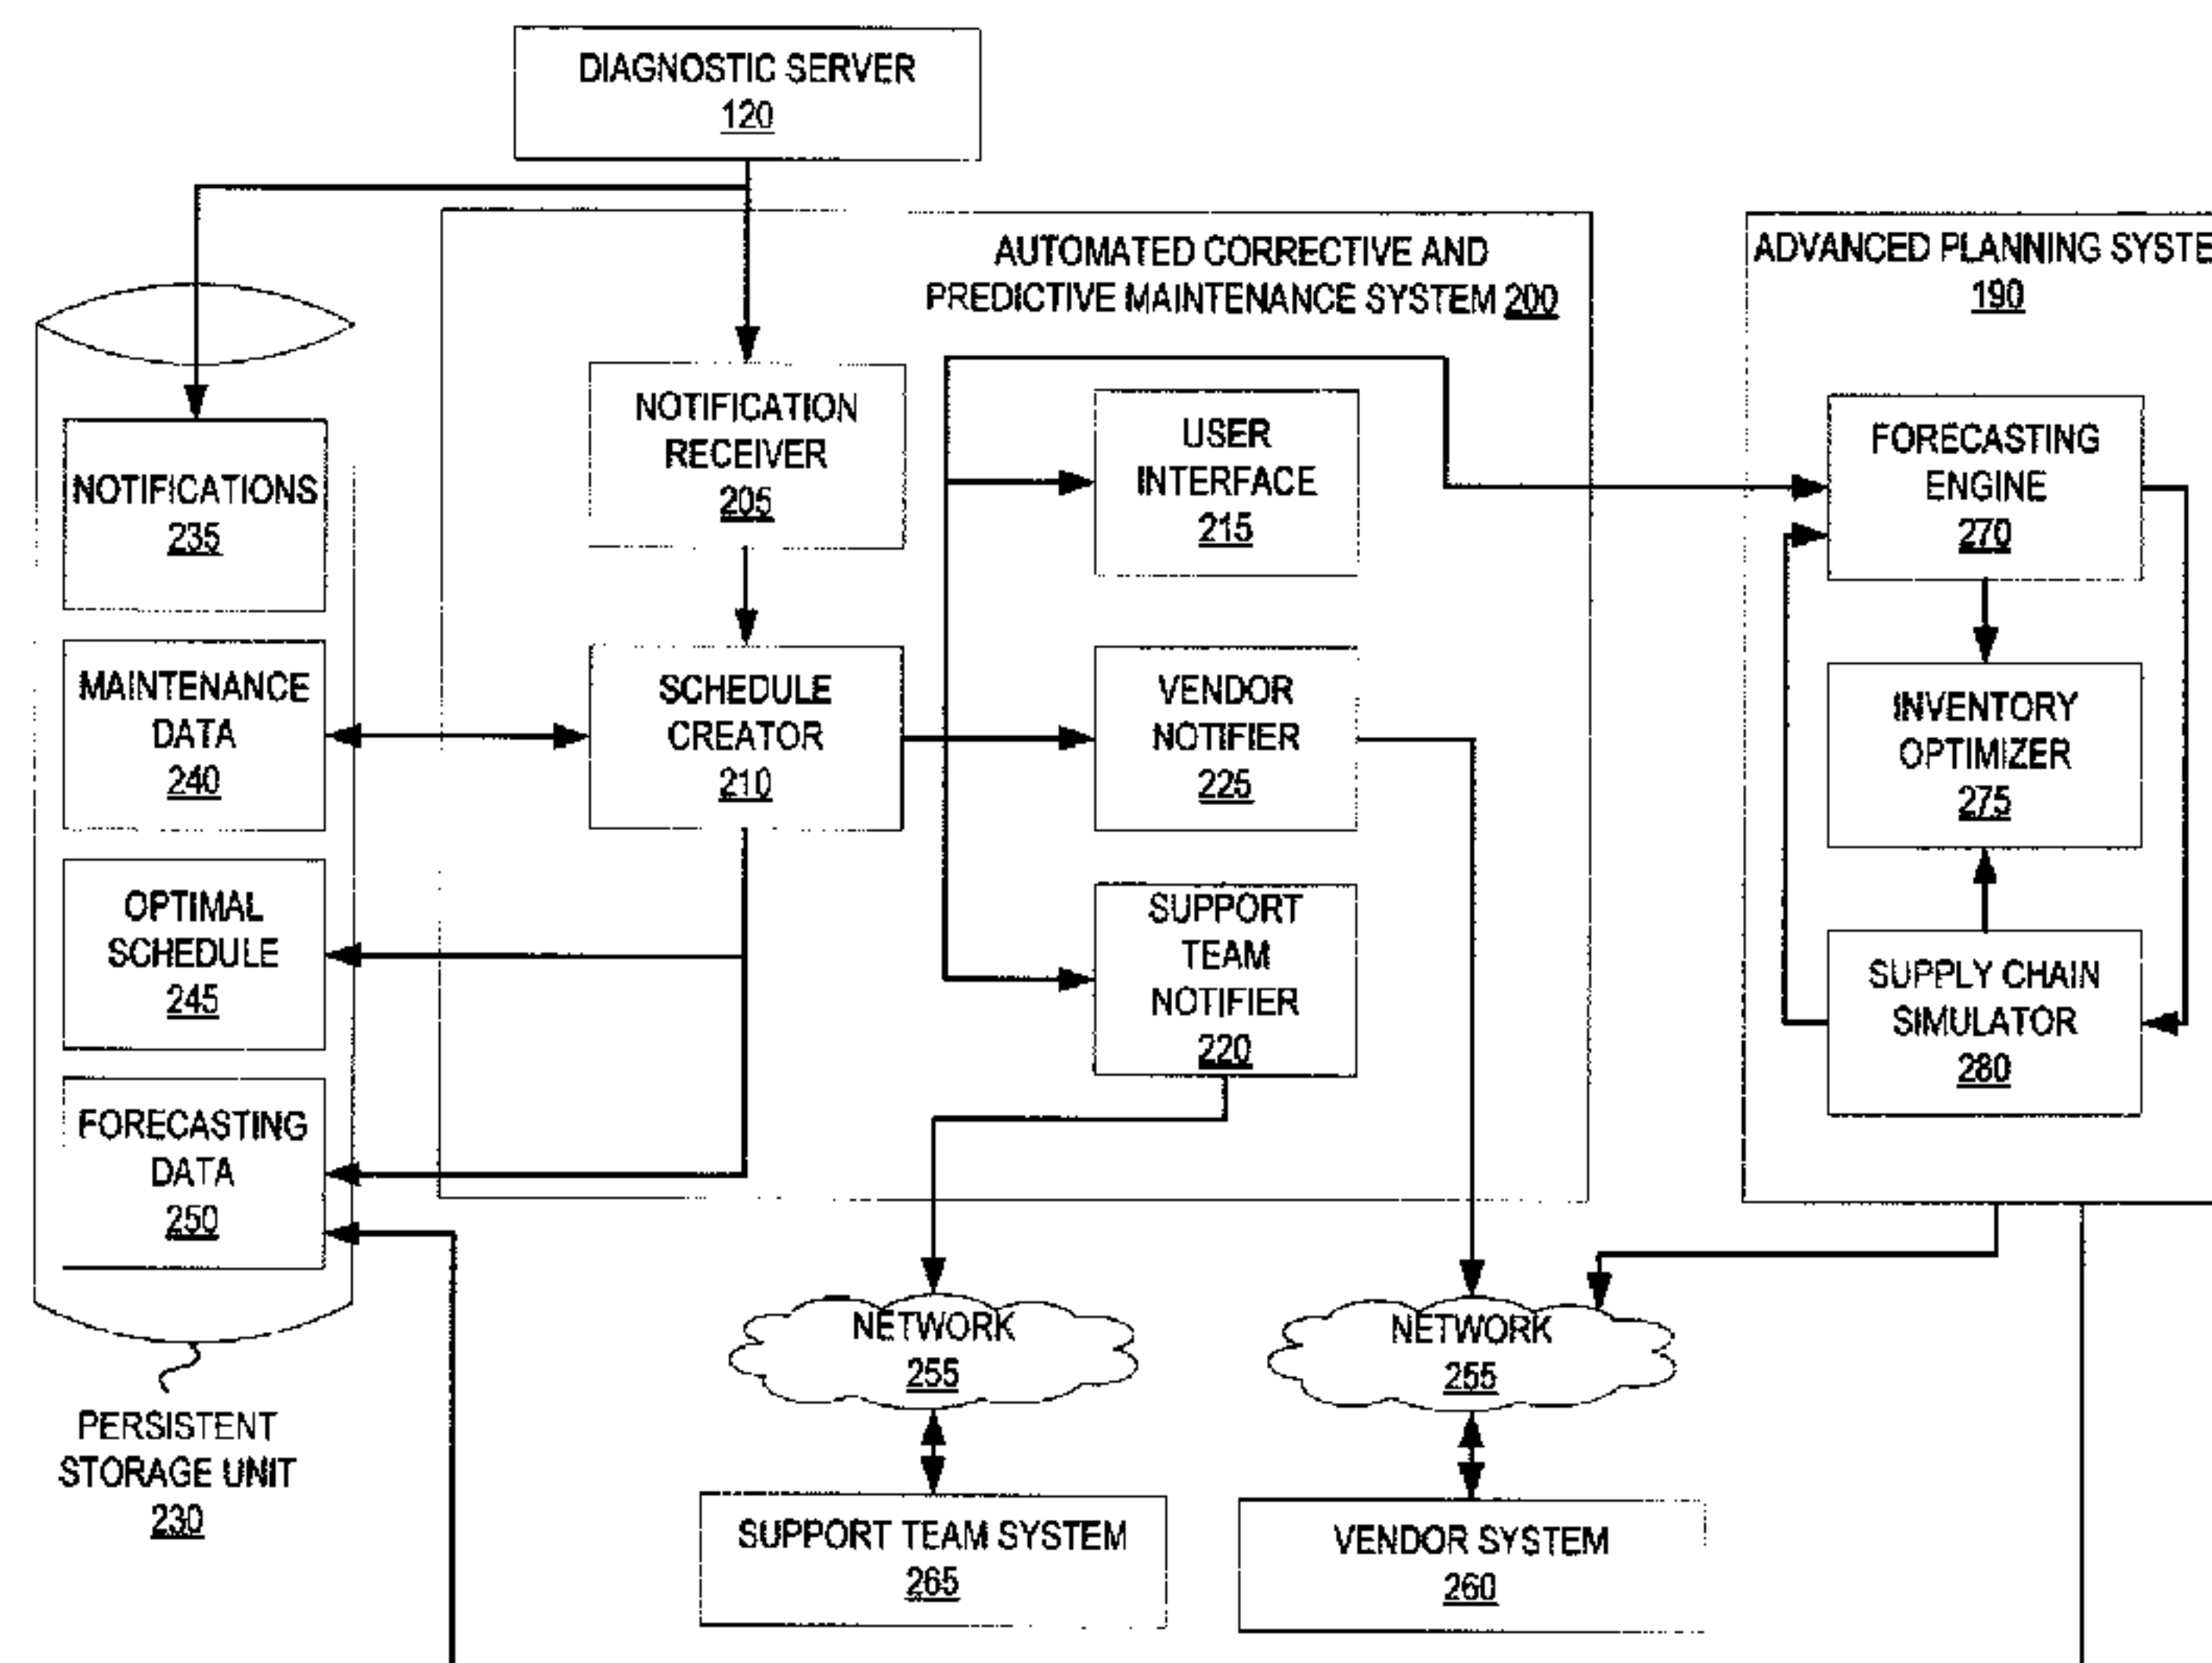 DIAGNOSTIC SERVER
120
AUTOMATED CORRECTIVE AND
PREDICTIVE MAINTENANCE SYSTEM 200
ADVANCED PLANNING SYSTE
190
NOTIFICATIONS
235
MAINTENANCE
DATA
240
OPTIMAL
SCHEDULE
245
FORECASTING
DATA
250
PERSISTENT
STORAGE UNIT
230
NOTIFICATION
RECEIVER
205
SCHEDULE
CREATOR
210
USER
INTERFACE
215
VENDOR
NOTIFIER
225
SUPPORT
TEAM
NOTIFIER
220
FORECASTING
ENGINE
270
INVENTORY
OPTIMIZER
275
SUPPLY CHAIN
SIMULATOR
280
NETWORK
255
NETWORK
255
SUPPORT TEAM SYSTEM
265
VENDOR SYSTEM
260